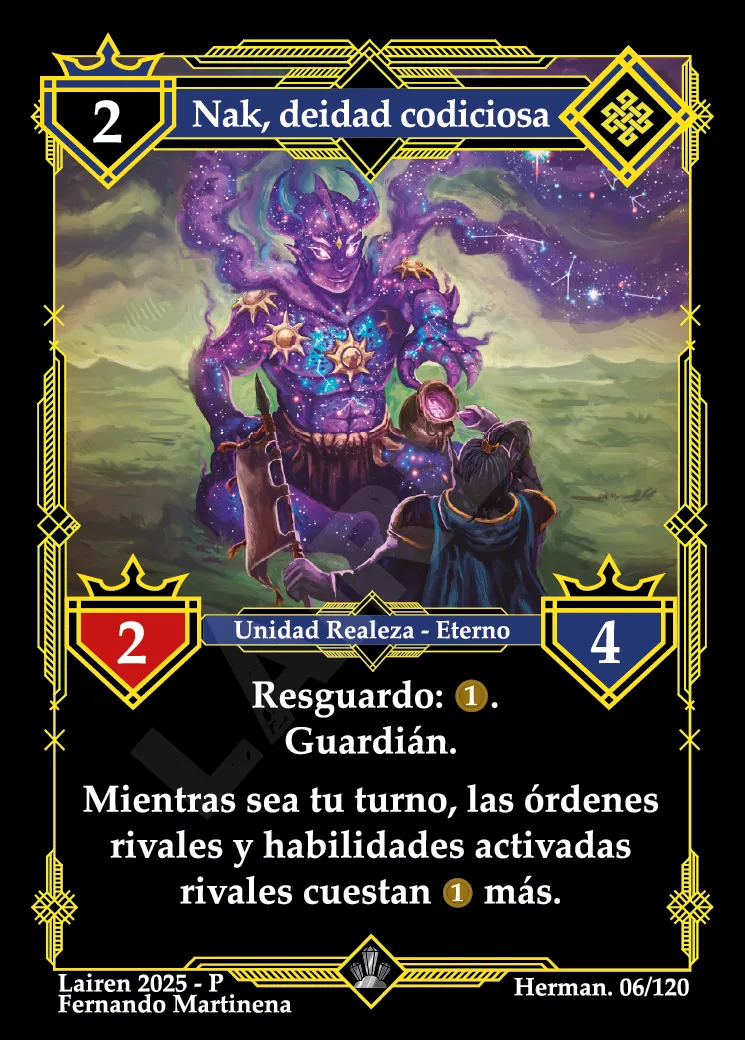 2
Nak, deidad codiciosa
2
Unidad Realeza - Eterno
4
Resguardo: 1.
Guardián.
Mientras sea tu turno, las órdenes
rivales y habilidades activadas
rivales cuestan 1 más.
Lairen 2025 - P
Fernando Martinena
Herman. 06/120